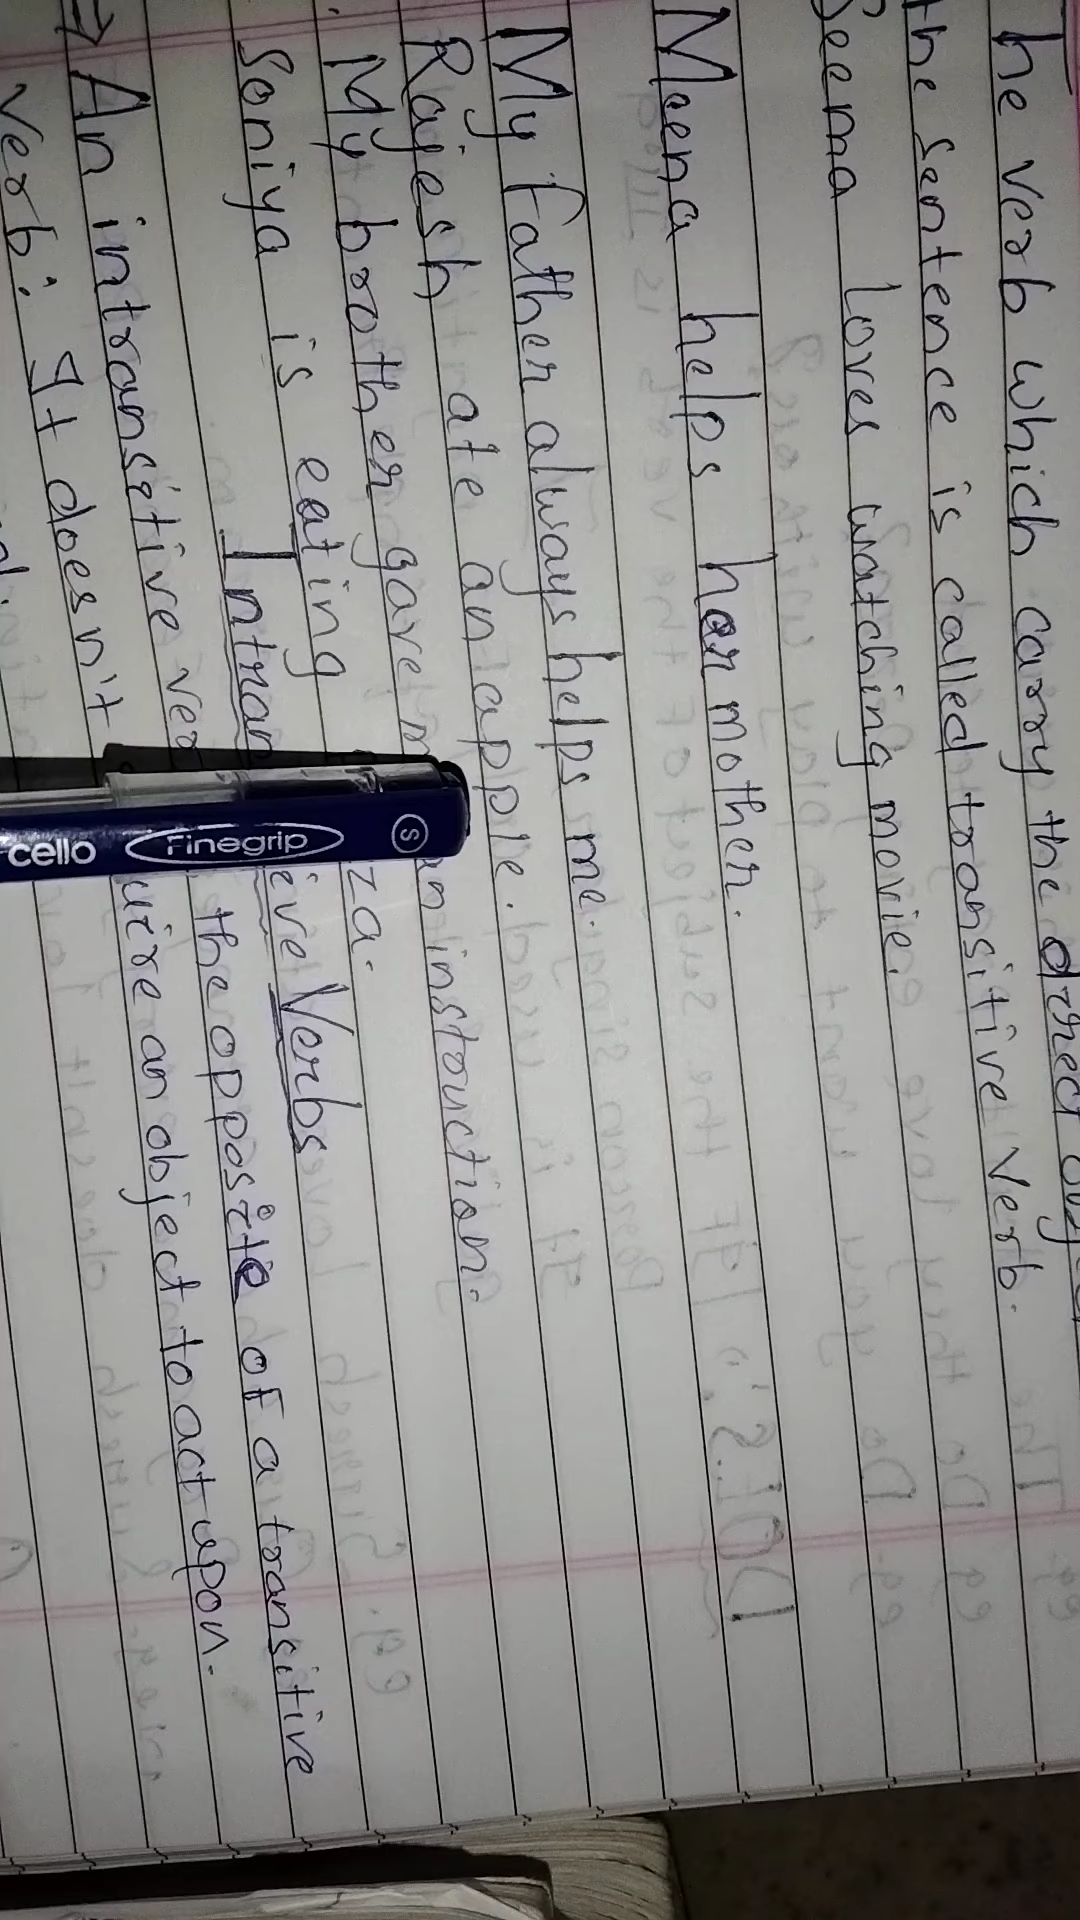 The verb which carry the direct
the sentence is called transitive Verb.
Seema loves watching movie.
Meena helps her mother.
My father always helps me.
Rajesh ate an apple.
My brother gave an instruction.
Soniya is eating za.
Intran ive Verbs
⇒ An intransitive ver the opposite of a transitive
verb: It doesn't uire an object to act upon.
cello Finegrip S